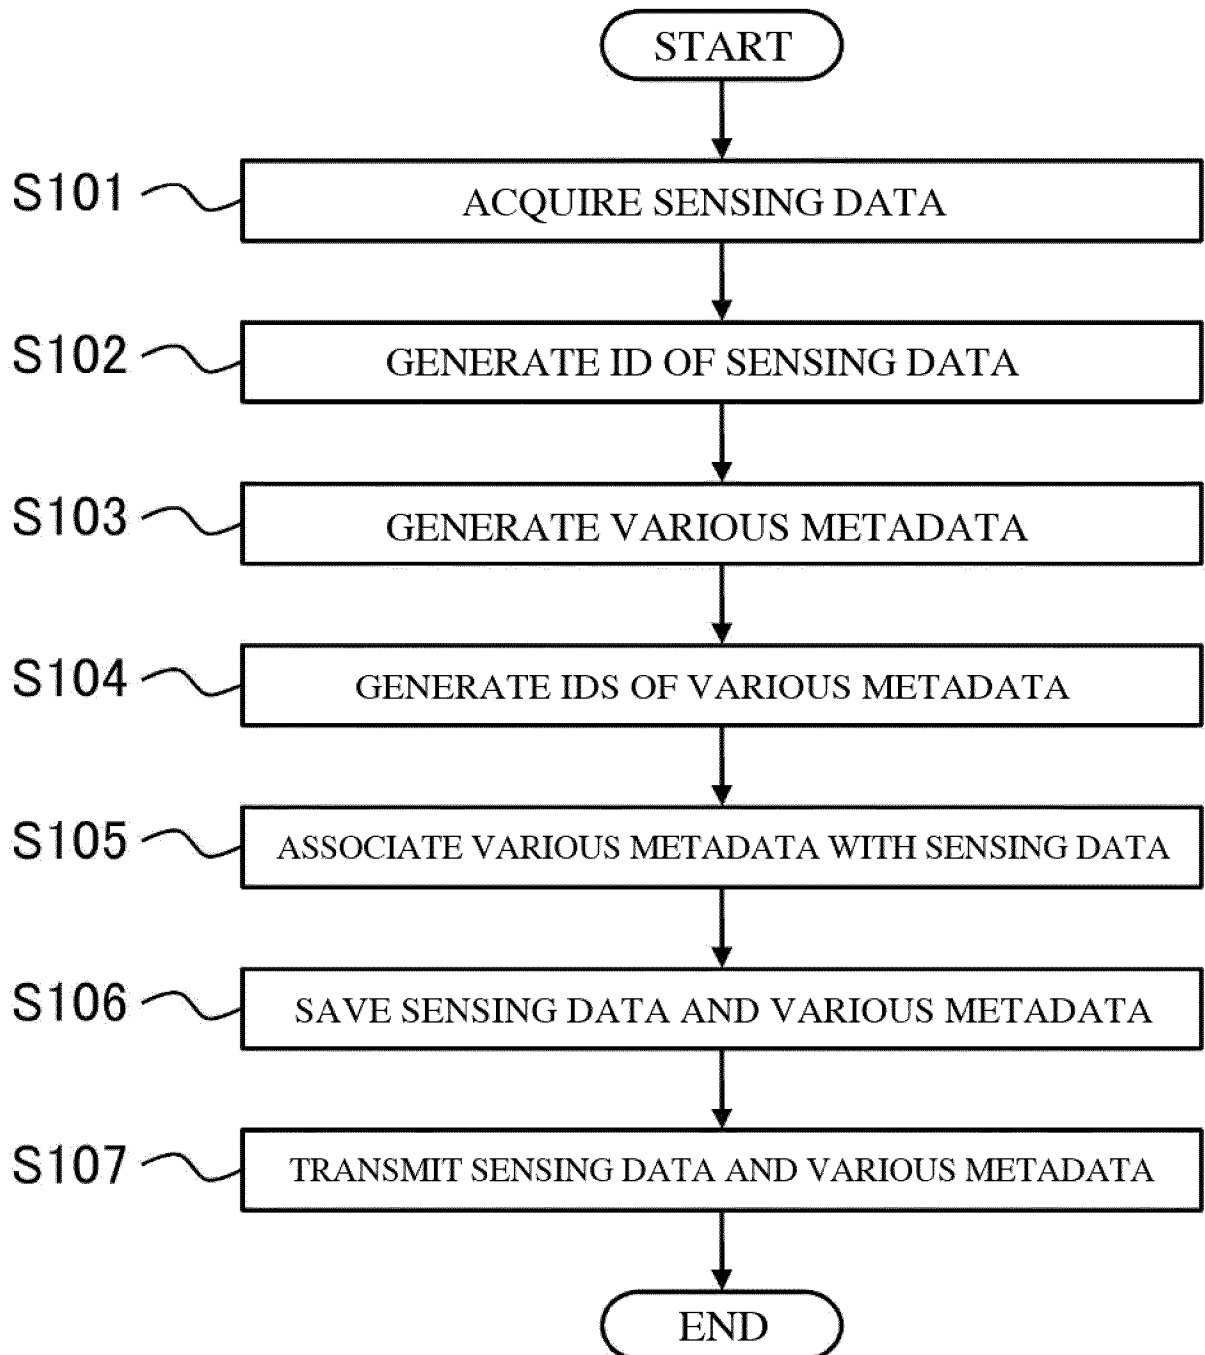 START
S101
ACQUIRE SENSING DATA
S102
GENERATE ID OF SENSING DATA
S103
GENERATE VARIOUS METADATA
S104
GENERATE IDS OF VARIOUS METADATA
S105
ASSOCIATE VARIOUS METADATA WITH SENSING DATA
S106
SAVE SENSING DATA AND VARIOUS METADATA
S107
TRANSMIT SENSING DATA AND VARIOUS METADATA
END